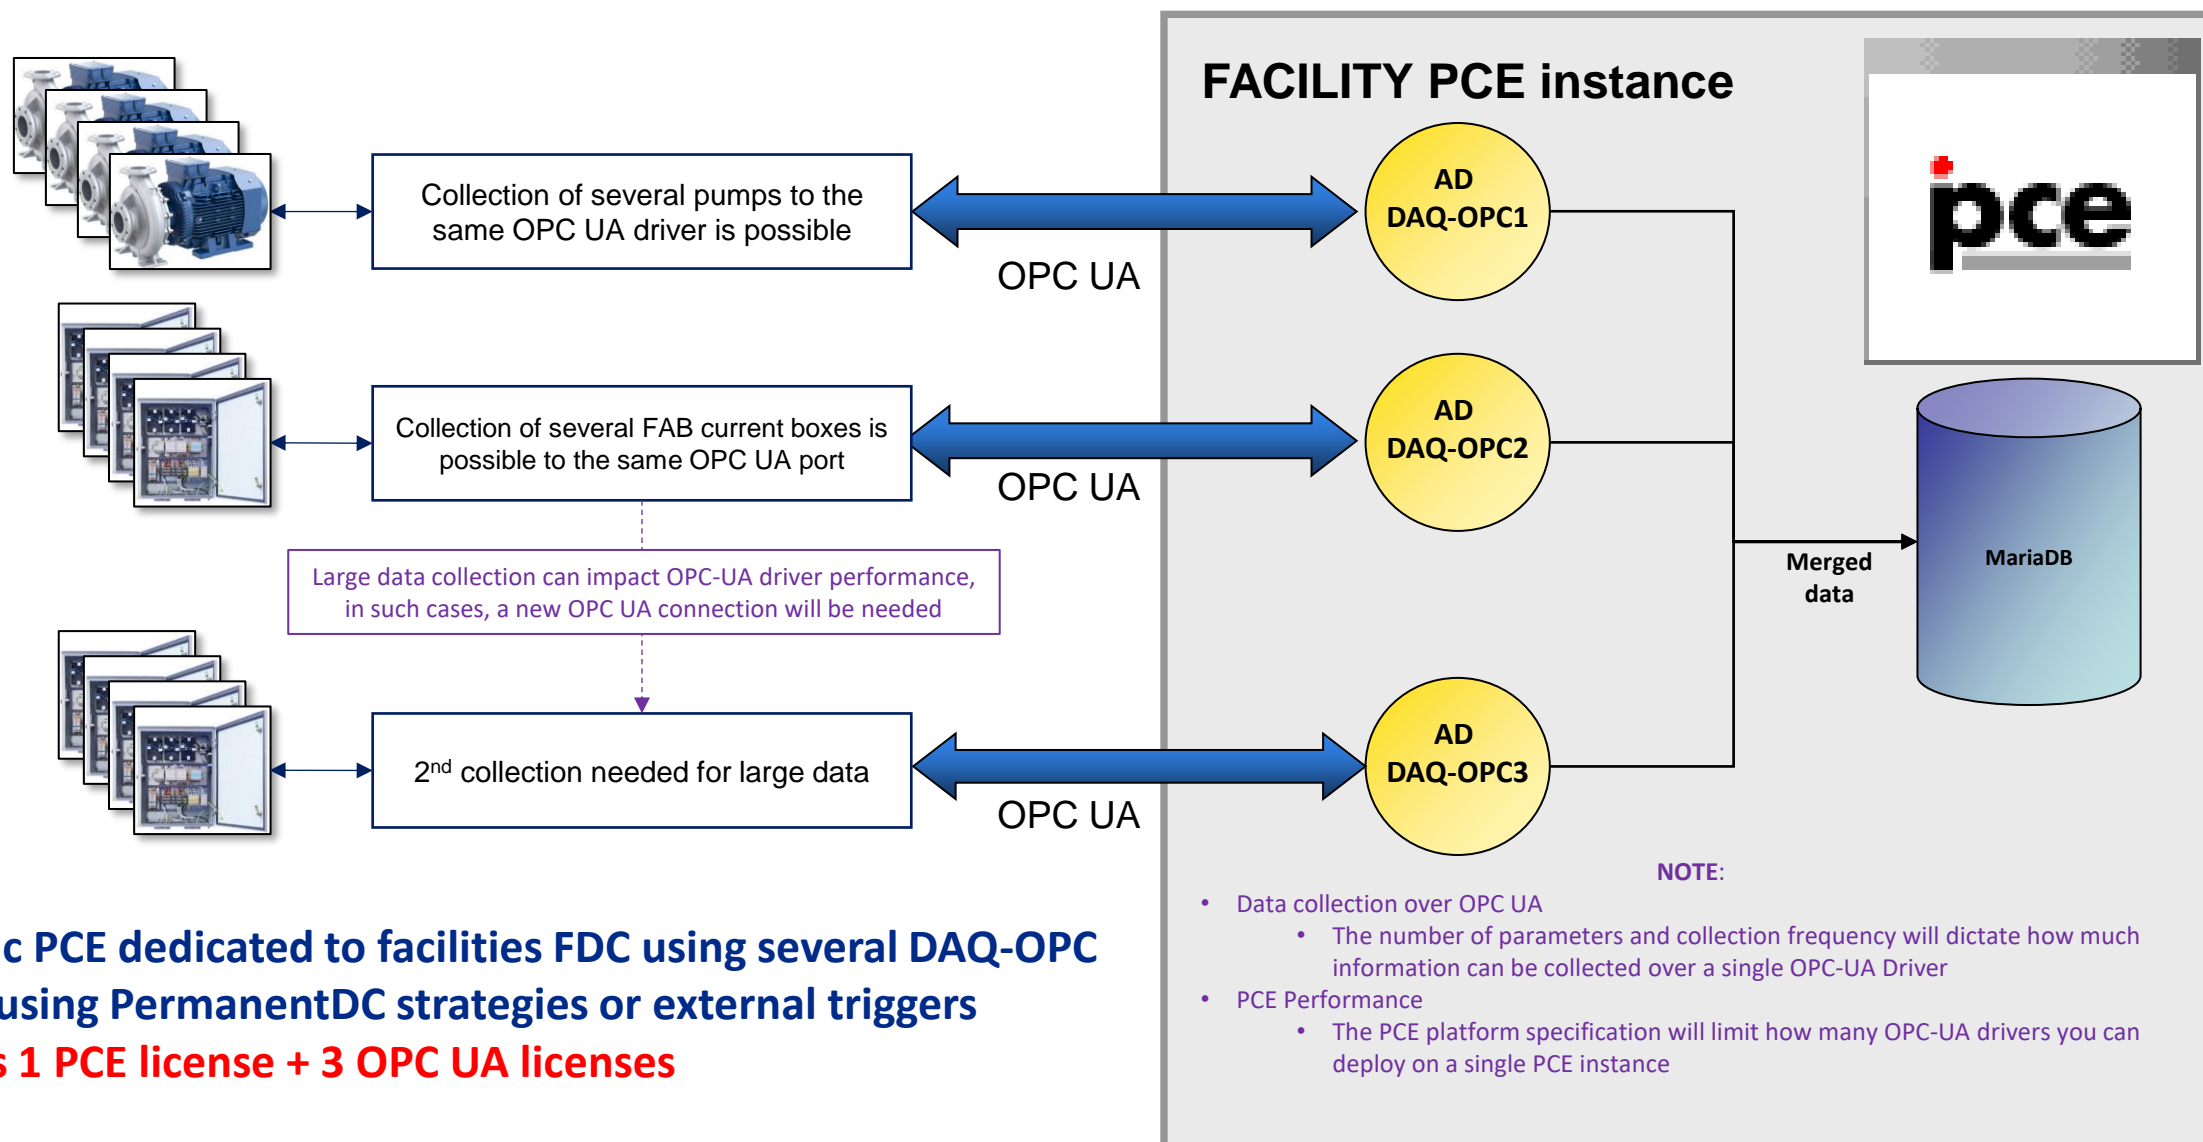 FACILITY PCE instance
pce
Collection of several pumps to the
same OPC UA driver is possible
OPC UA
AD
DAQ-OPC1
Collection of several FAB current boxes is
possible to the same OPC UA port
OPC UA
AD
DAQ-OPC2
Large data collection can impact OPC-UA driver performance,
in such cases, a new OPC UA connection will be needed
Merged
data
MariaDB
2nd collection needed for large data
OPC UA
AD
DAQ-OPC3
NOTE:
• Data collection over OPC UA
• The number of parameters and collection frequency will dictate how much
information can be collected over a single OPC-UA Driver
• PCE Performance
• The PCE platform specification will limit how many OPC-UA drivers you can
deploy on a single PCE instance
c PCE dedicated to facilities FDC using several DAQ-OPC
using PermanentDC strategies or external triggers
s 1 PCE license + 3 OPC UA licenses